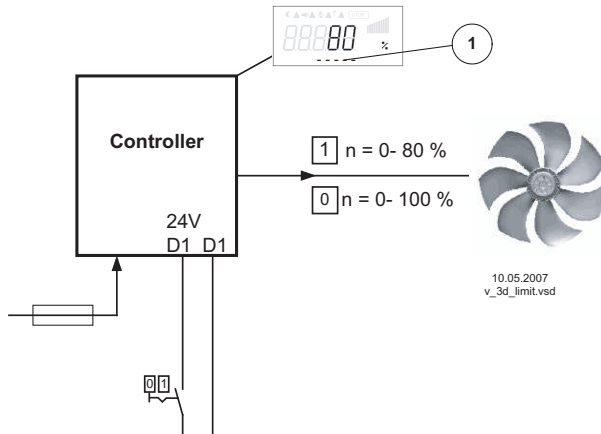 80
%
1
Controller
1 n = 0- 80 %
0 n = 0- 100 %
24V
D1 D1
10.05.2007
v_3d_limit.vsd
0 1